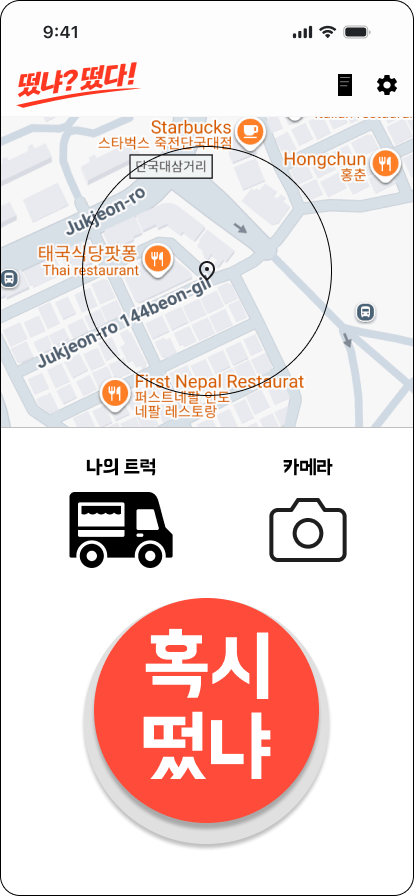 9:41
떴냐? 떴다!
Starbucks
스타벅스 죽전단국대점
단국대삼거리
Hongchun
홍춘
Jukjeon-ro
태국식당팟퐁
Thai restaurant
Jukjeon-ro 144beon-gil
First Nepal Restaurat
퍼스트네팔 인도
네팔 레스토랑
나의 트럭
카메라
혹시
떴냐